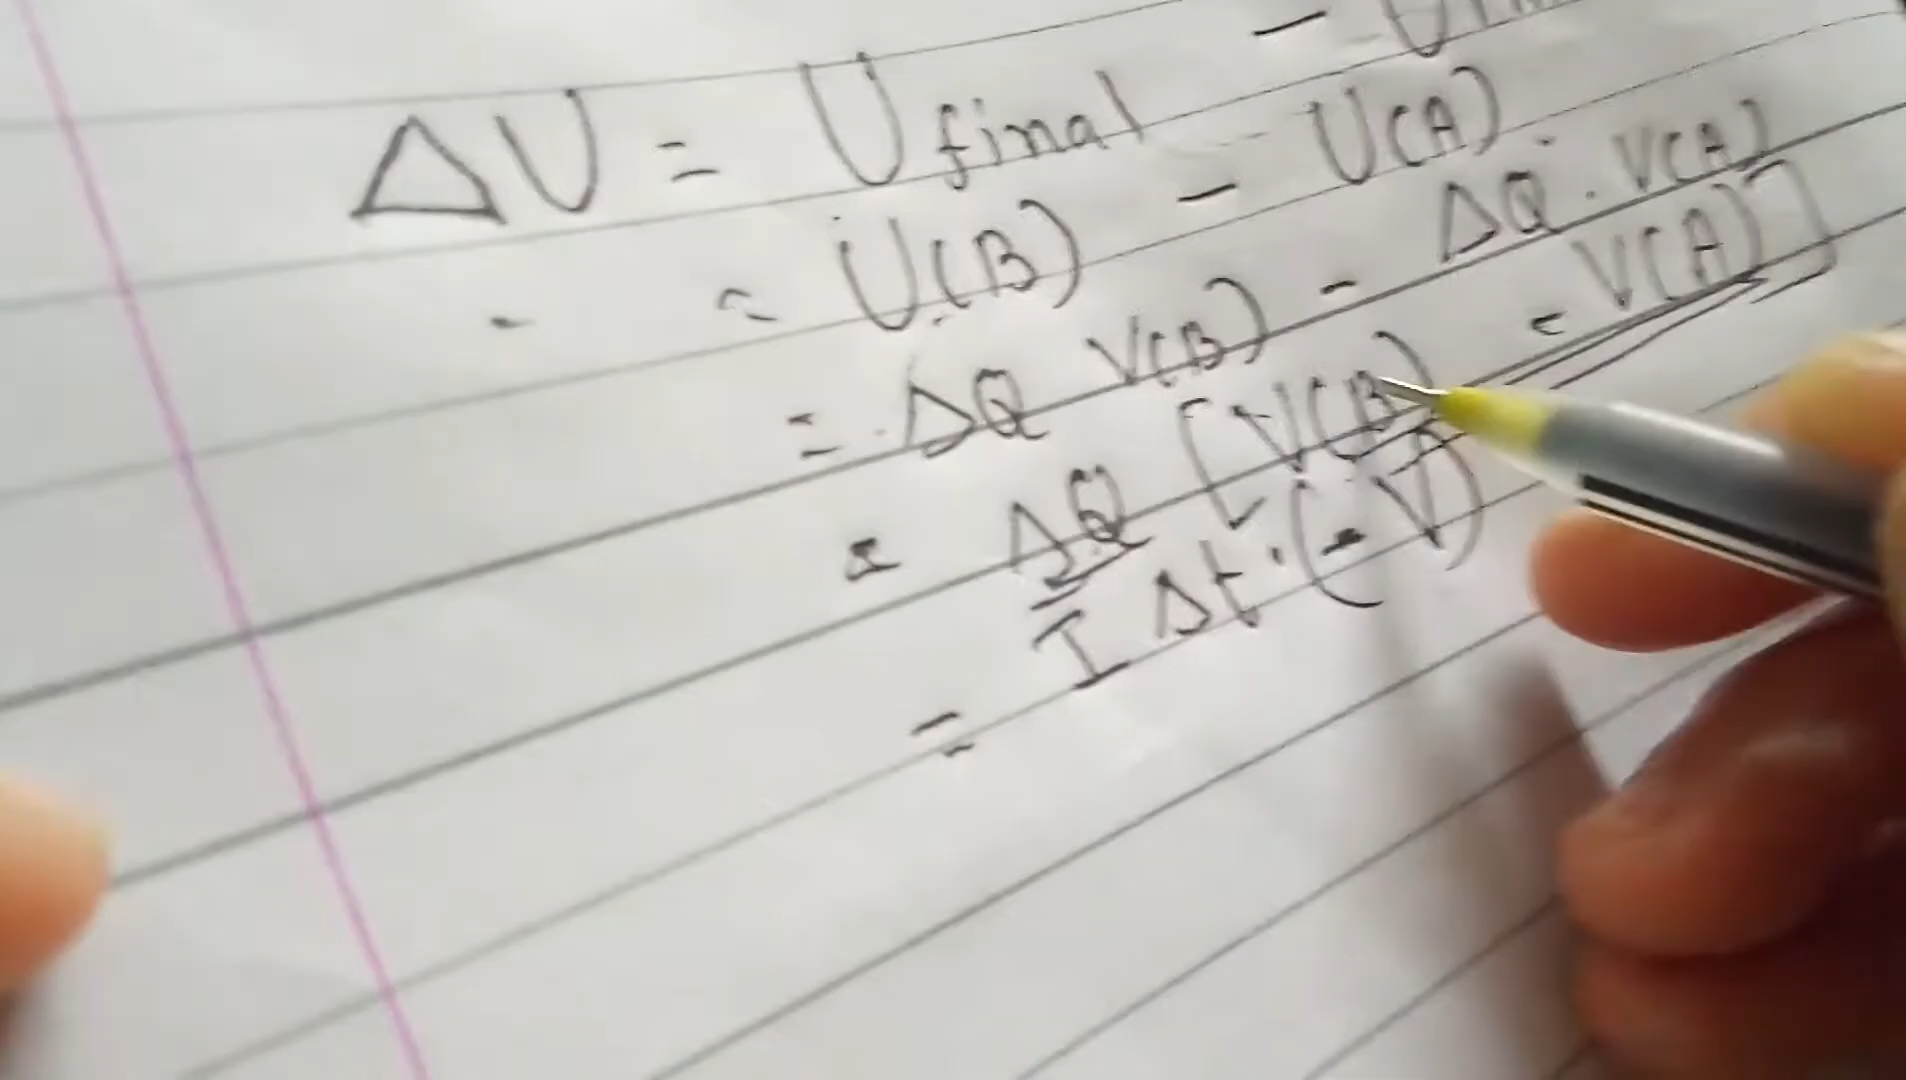 ΔU = U final -
= U(B) - U(A)
= ΔQ V(B) - ΔQ . V(A)
= ΔQ [V(B) - V(A)]
I Δt . (-V)
=